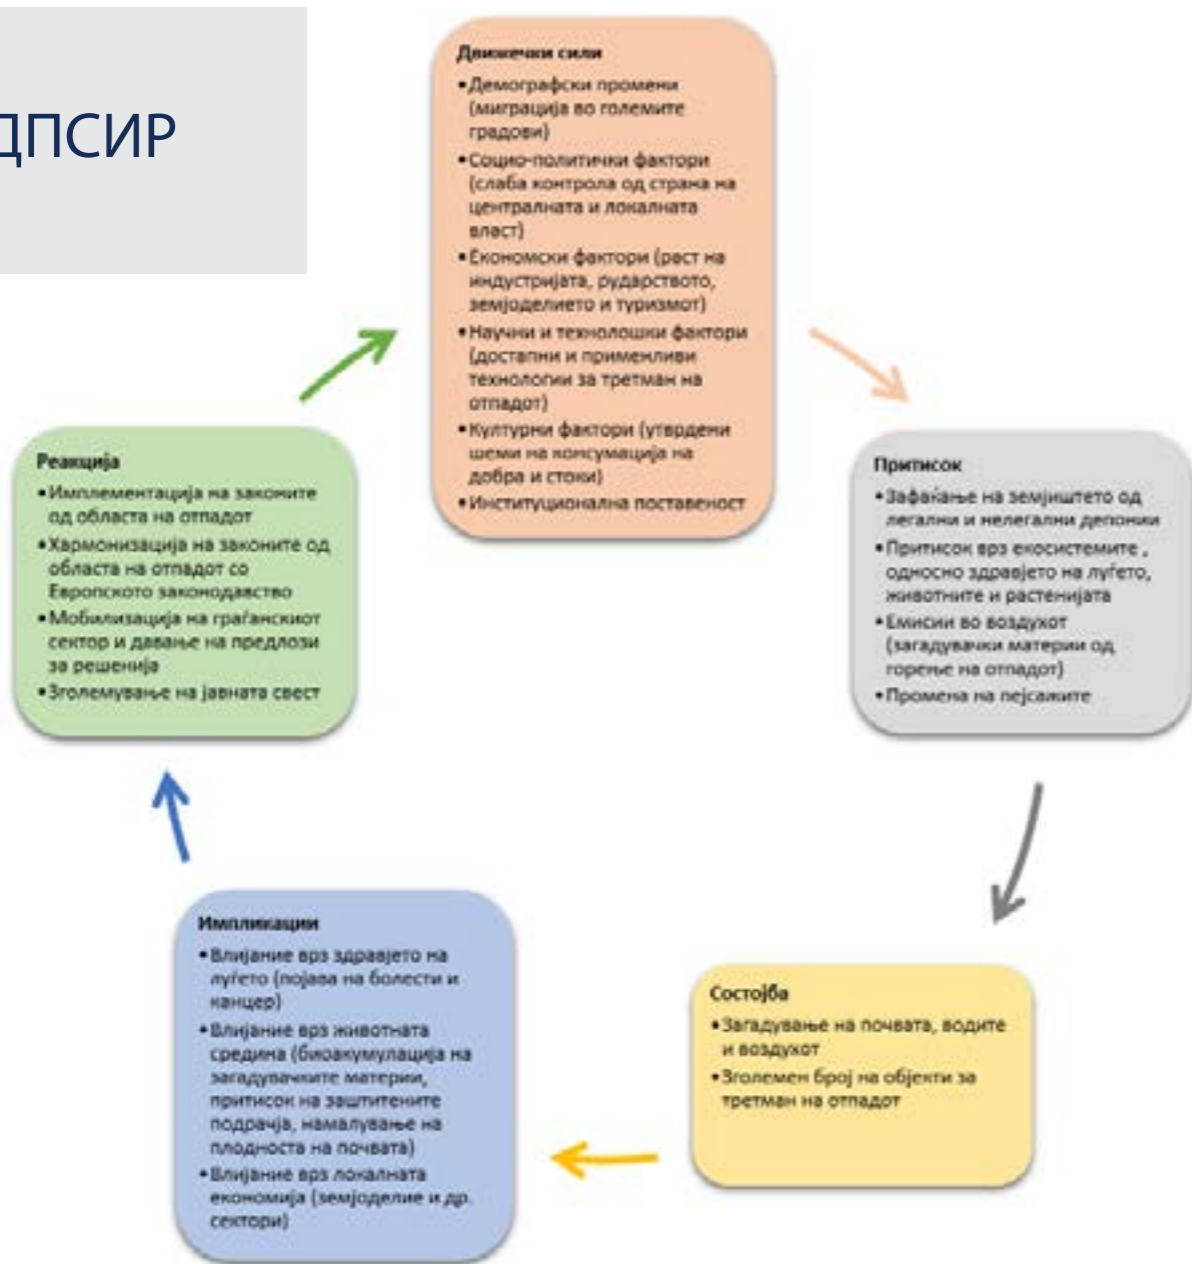 ДПСИР
Движечки сили
•Демографски промени
(миграција во големите
градови)
•Социо-политички фактори
(слаба контрола од страна на
централната и локалната
власт)
•Економски фактори (раст на
индустријата, рударството,
земјоделието и туризмот)
•Научни и технолошки фактори
(достапни и применливи
технологии за третман на
отпадот)
•Културни фактори (утврдени
шеми на консумација на
добра и стоки)
•Институционална поставеност
Притисок
•Зафаќање на земјиштето од
легални и нелегални депонии
•Притисок врз екосистемите ,
односно здравјето на луѓето,
животните и растенијата
•Емисии во воздухот
(загадувачки материи од
горење на отпадот)
•Промена на пејсажите
Состојба
•Загадување на почвата, водите
и воздухот
•Зголемен број на објекти за
третман на отпадот
Импликации
•Влијание врз здравјето на
луѓето (појава на болести и
канцер)
•Влијание врз животната
средина (биоакумулација на
загадувачките материи,
притисок на заштитените
подрачја, намалување на
плодноста на почвата)
•Влијание врз локалната
економија (земјоделие и др.
сектори)
Реакција
•Имплементација на законите
од областа на отпадот
•Хармонизација на законите од
областа на отпадот со
Европското законодавство
•Мобилизација на граѓанскиот
сектор и давање на предлози
за решенија
•Зголемување на јавната свест